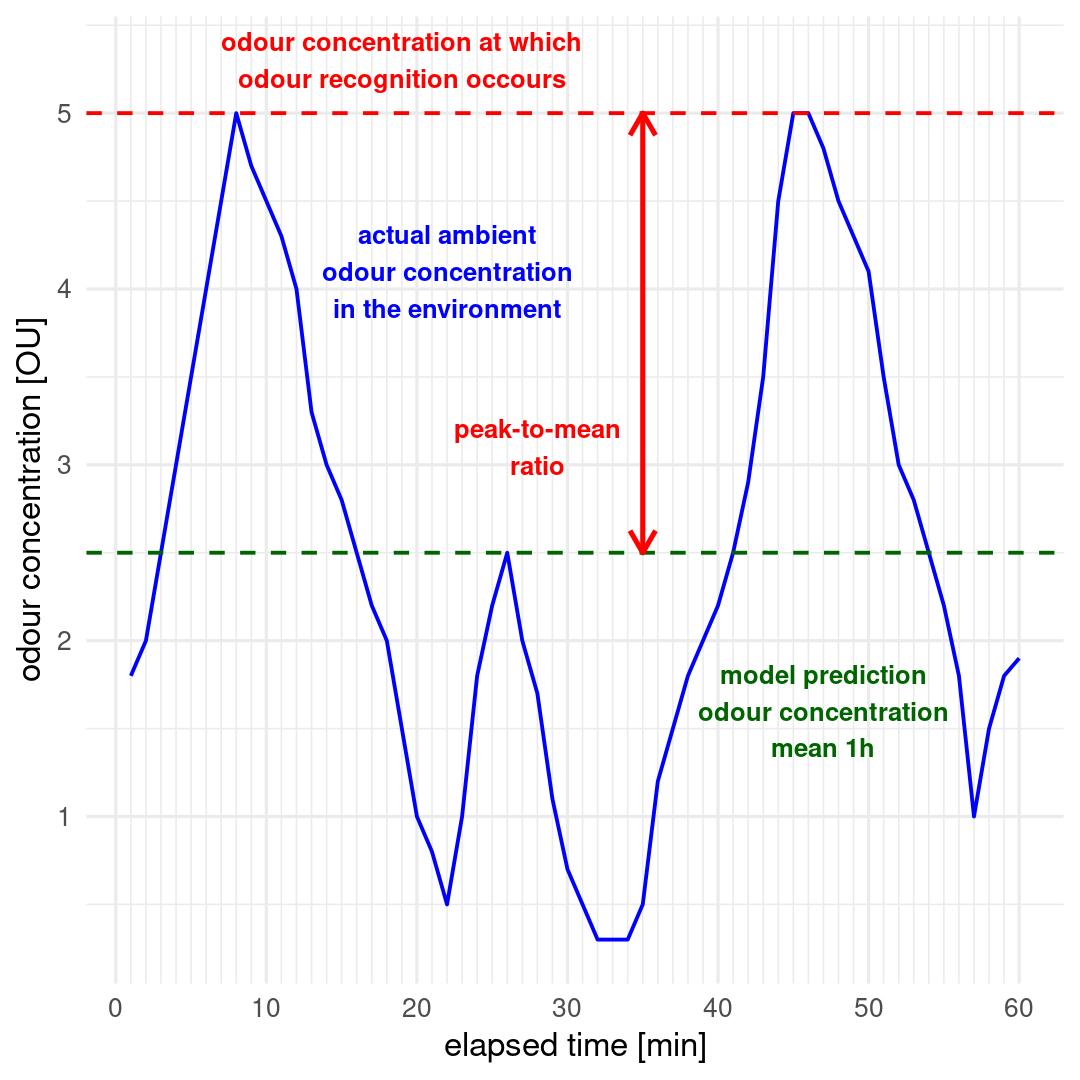 odour concentration at which
odour recognition occours
5
actual ambient
odour concentration
in the environment
4
peak-to-mean
ratio
3
2
model prediction
odour concentration
mean 1h
1
odour concentration [OU]
0 10 20 30 40 50 60
elapsed time [min]